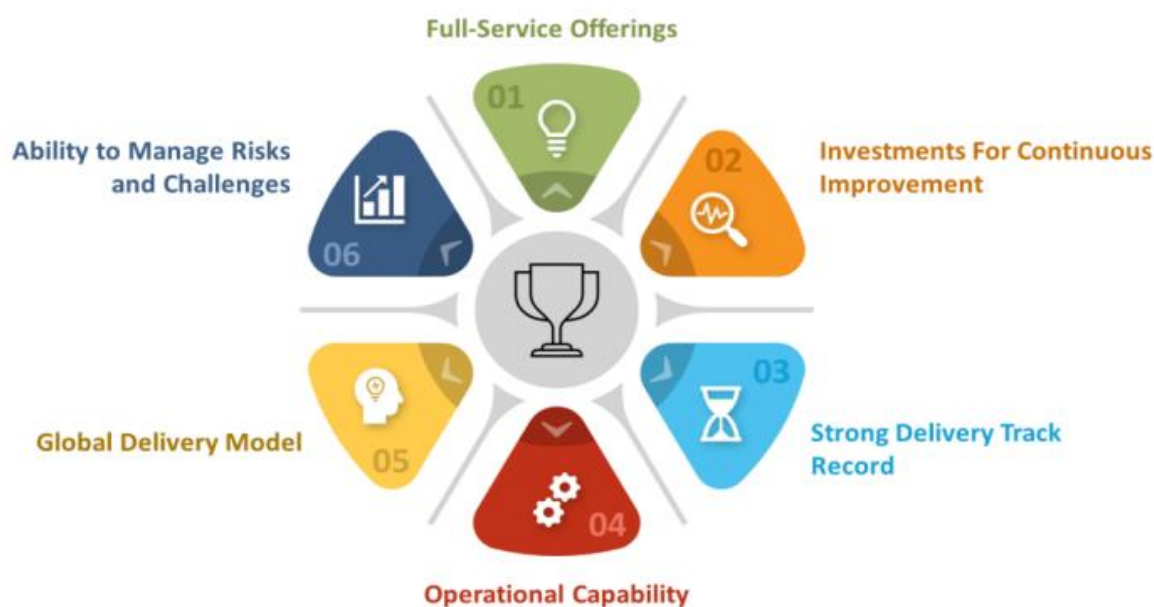 Full-Service Offerings
01
02
Investments For Continuous
Improvement
03
Strong Delivery Track
Record
04
Operational Capability
05
Global Delivery Model
06
Ability to Manage Risks
and Challenges